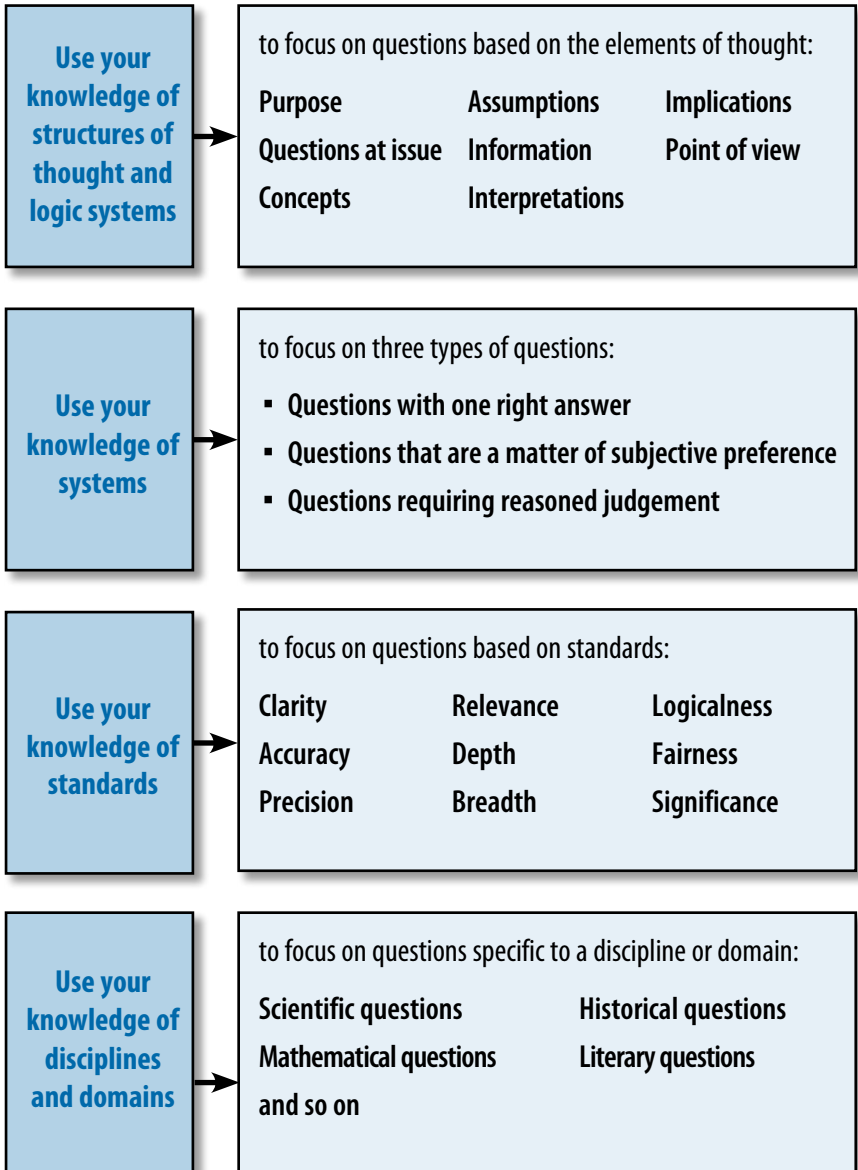 Use your
knowledge of
structures of
thought and
logic systems
to focus on questions based on the elements of thought:
Purpose Assumptions Implications
Questions at issue Information Point of view
Concepts Interpretations
Use your
knowledge of
systems
to focus on three types of questions:
▪ Questions with one right answer
▪ Questions that are a matter of subjective preference
▪ Questions requiring reasoned judgement
Use your
knowledge of
standards
to focus on questions based on standards:
Clarity Relevance Logicalness
Accuracy Depth Fairness
Precision Breadth Significance
Use your
knowledge of
disciplines
and domains
to focus on questions specific to a discipline or domain:
Scientific questions Historical questions
Mathematical questions Literary questions
and so on